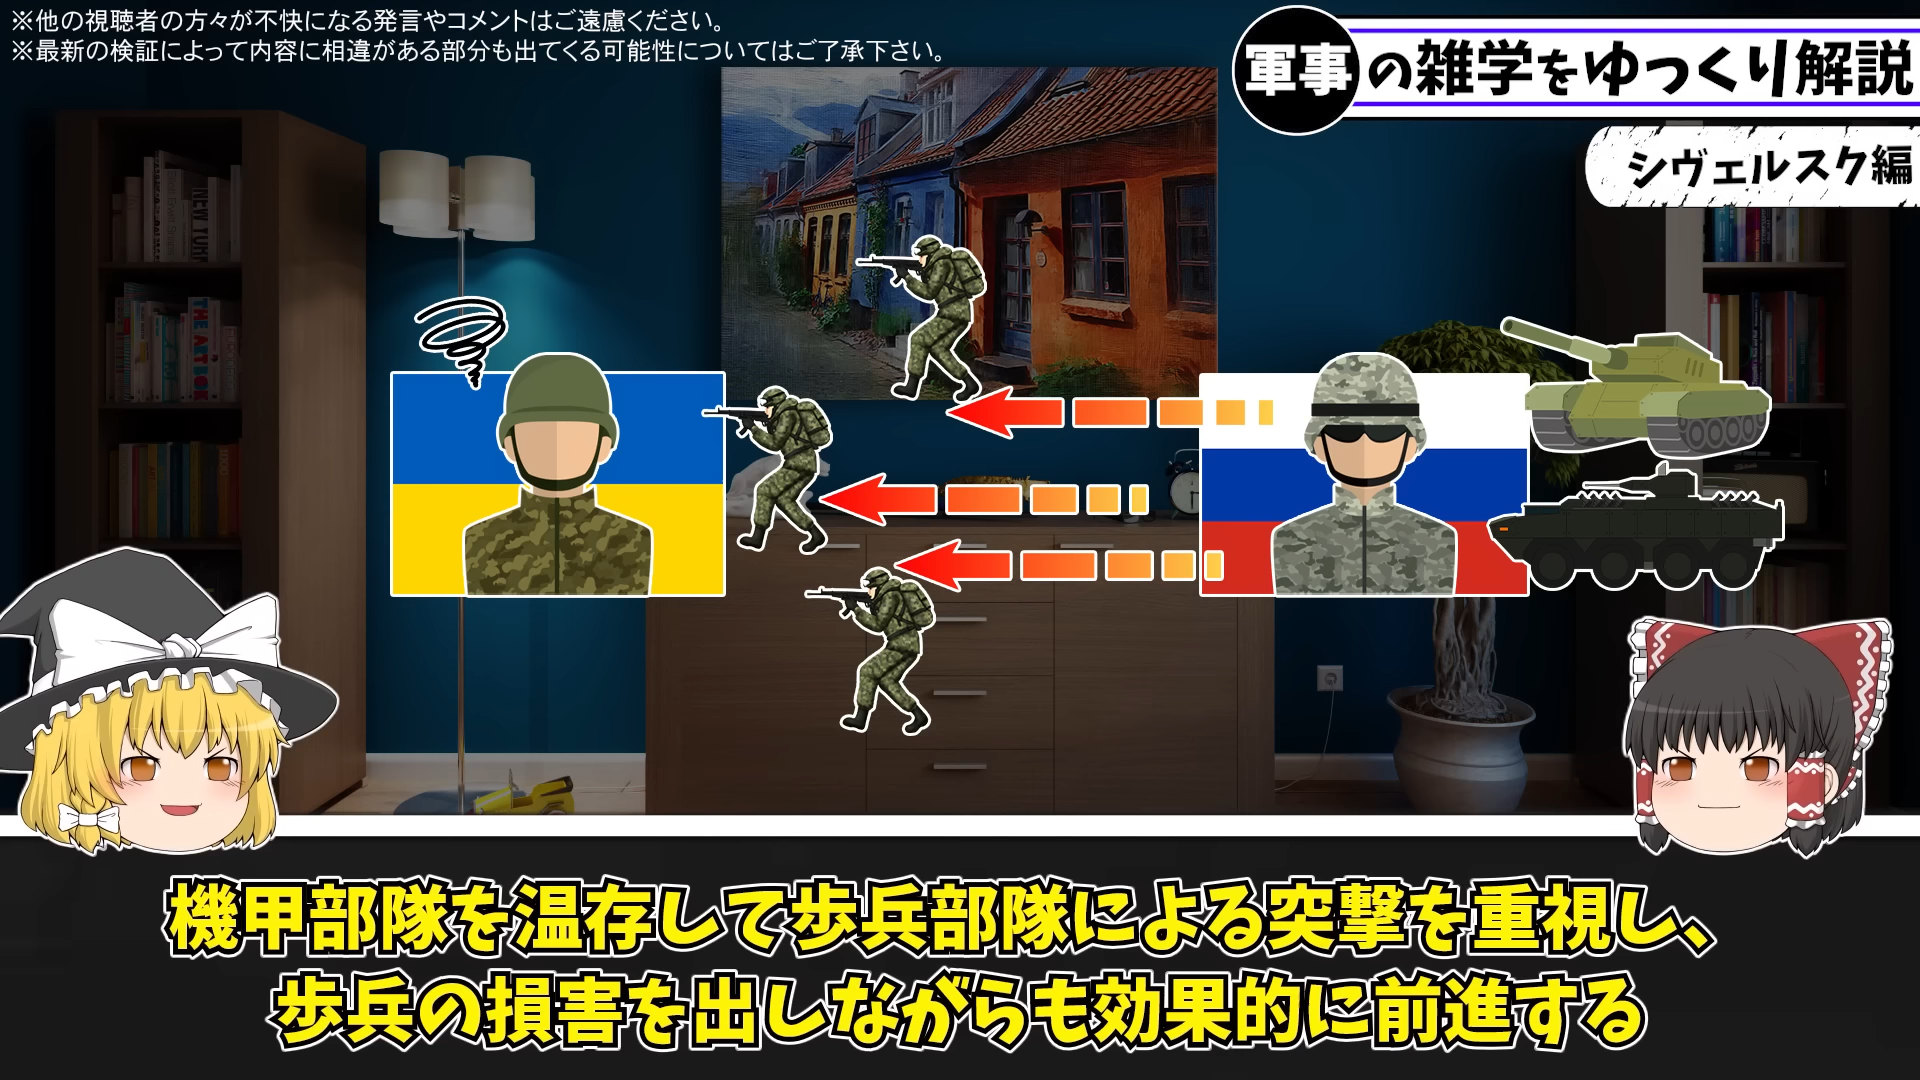 ※他の視聴者の方々が不快になる発言やコメントはご遠慮ください。
※最新の検証によって内容に相違がある部分も出てくる可能性についてはご了承下さい。
軍事の雑学をゆっくり解説
シヴェルスク編
NEW YORK
THE ART
機甲部隊を温存して歩兵部隊による突撃を重視し、
歩兵の損害を出しながらも効果的に前進する